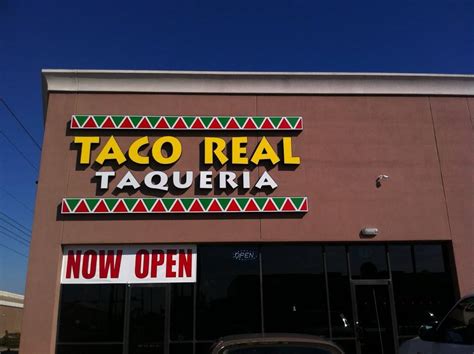 TACO REAL
TAQUERIA
NOW OPEN
OPEN